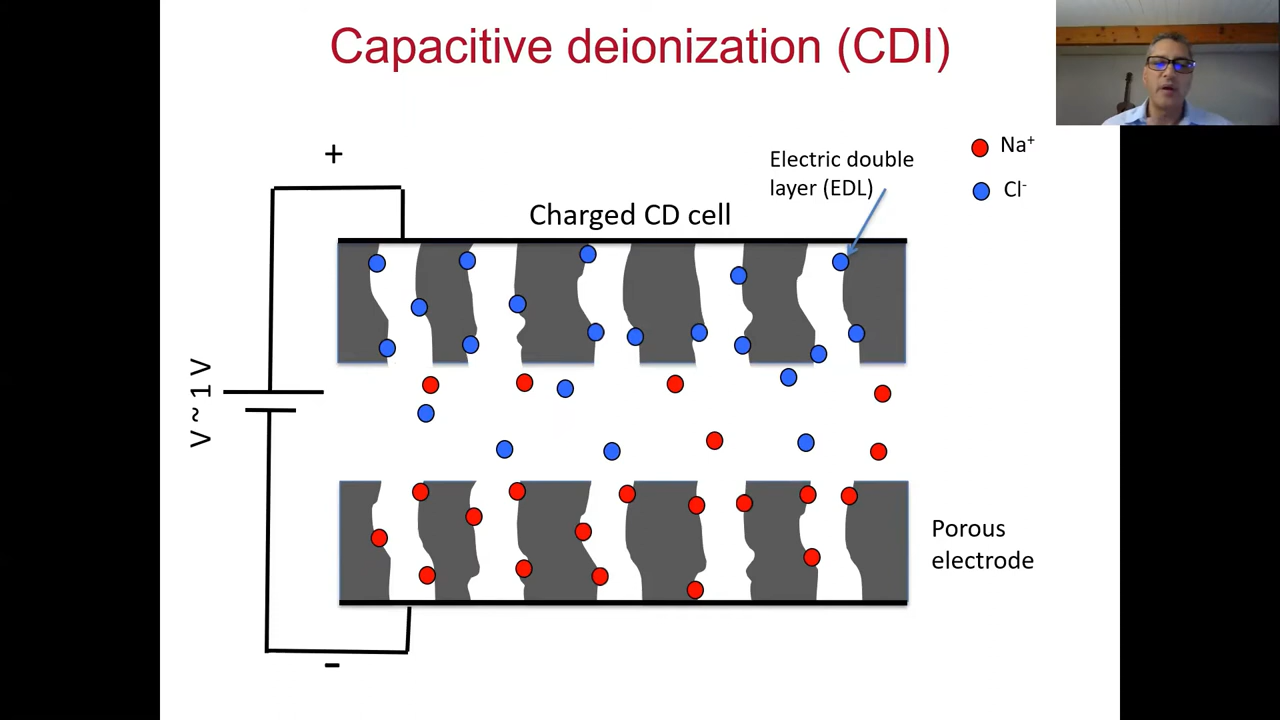 Capacitive deionization (CDI)
+
Electric double
layer (EDL)
Na⁺
Cl⁻
Charged CD cell
V ~ 1 V
Porous
electrode
-